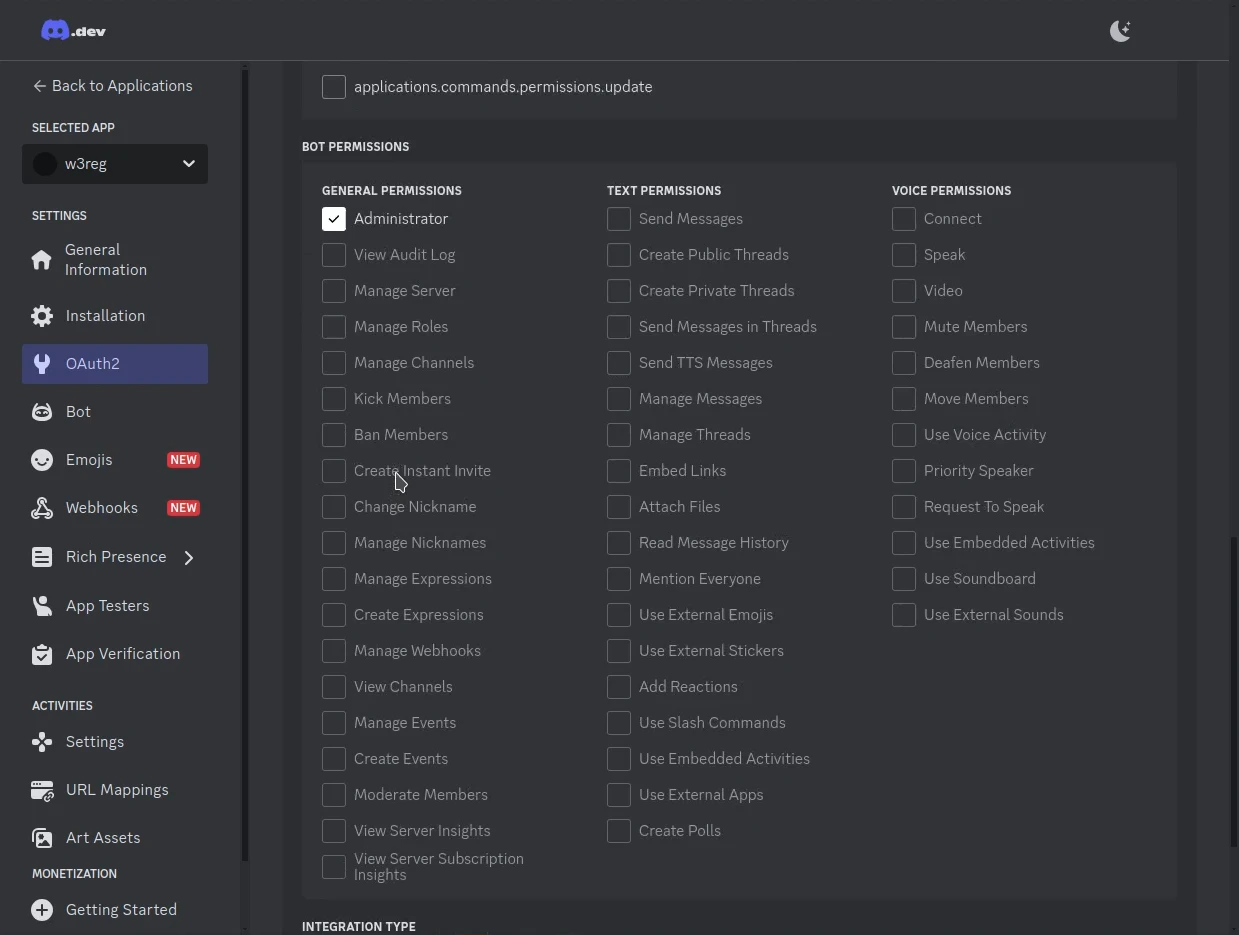 .dev
Back to Applications
SELECTED APP
w3reg
SETTINGS
General
Information
Installation
OAuth2
Bot
Emojis NEW
Webhooks NEW
Rich Presence
App Testers
App Verification
ACTIVITIES
Settings
URL Mappings
Art Assets
MONETIZATION
Getting Started
applications.commands.permissions.update
BOT PERMISSIONS
GENERAL PERMISSIONS
Administrator
View Audit Log
Manage Server
Manage Roles
Manage Channels
Kick Members
Ban Members
Create Instant Invite
Change Nickname
Manage Nicknames
Manage Expressions
Create Expressions
Manage Webhooks
View Channels
Manage Events
Create Events
Moderate Members
View Server Insights
View Server Subscription
Insights
TEXT PERMISSIONS
Send Messages
Create Public Threads
Create Private Threads
Send Messages in Threads
Send TTS Messages
Manage Messages
Manage Threads
Embed Links
Attach Files
Read Message History
Mention Everyone
Use External Emojis
Use External Stickers
Add Reactions
Use Slash Commands
Use Embedded Activities
Use External Apps
Create Polls
VOICE PERMISSIONS
Connect
Speak
Video
Mute Members
Deafen Members
Move Members
Use Voice Activity
Priority Speaker
Request To Speak
Use Embedded Activities
Use Soundboard
Use External Sounds
INTEGRATION TYPE